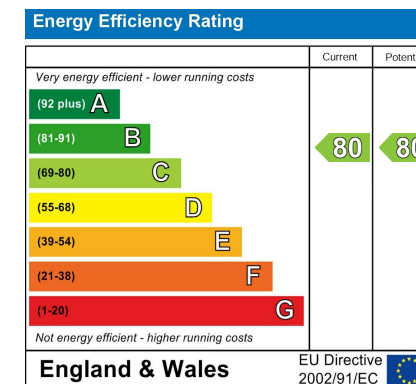 Energy Efficiency Rating
Current Potent
Very energy efficient - lower running costs
(92 plus) A
(81-91) B
80 80
(69-80) C
(55-68) D
(39-54) E
(21-38) F
(1-20) G
Not energy efficient - higher running costs
England & Wales
EU Directive
2002/91/EC